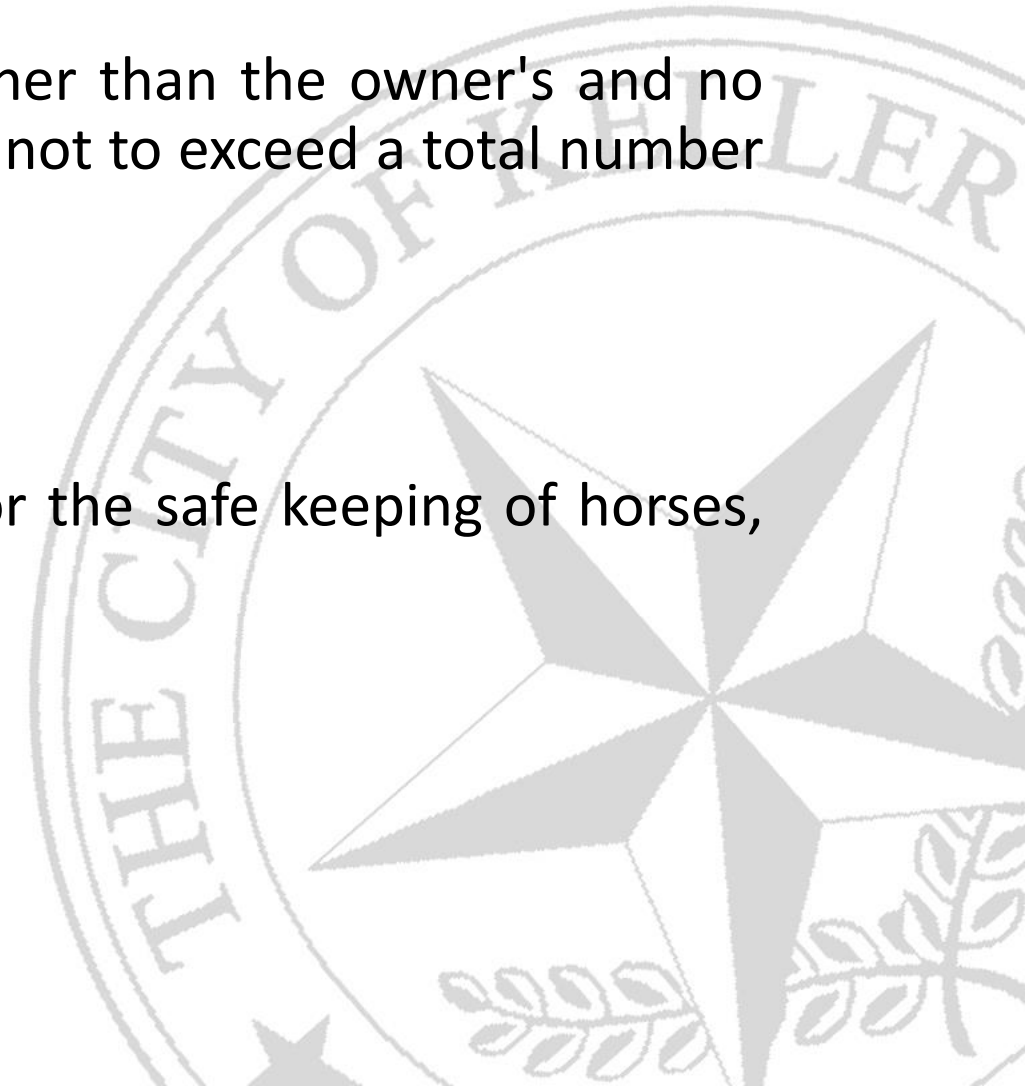 her than the owner's and no
not to exceed a total number
or the safe keeping of horses,
THE CITY OF KELLER